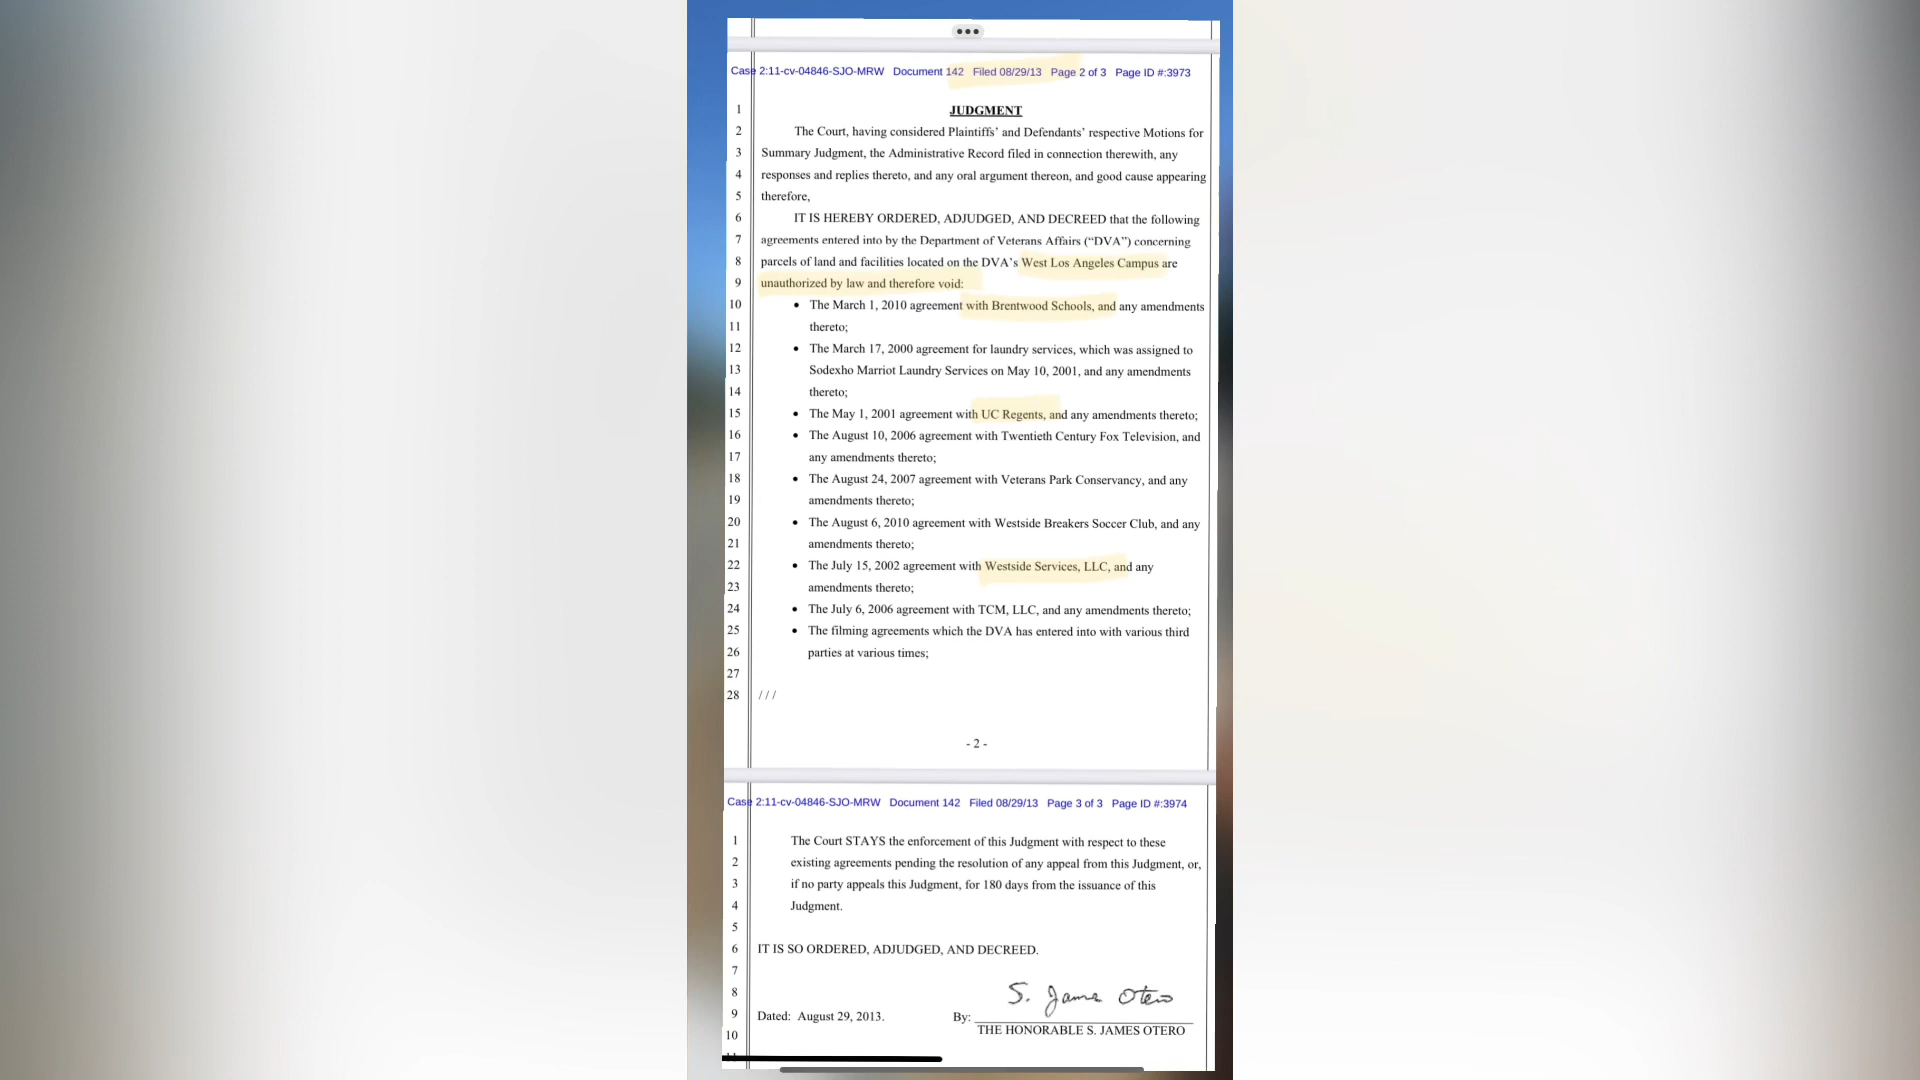 Case 2:11-cv-04846-SJO-MRW Document 142 Filed 08/29/13 Page 2 of 3 Page ID #:3973
1 JUDGMENT
2 The Court, having considered Plaintiffs' and Defendants' respective Motions for
3 Summary Judgment, the Administrative Record filed in connection therewith, any
4 responses and replies thereto, and any oral argument thereon, and good cause appearing
5 therefore,
6 IT IS HEREBY ORDERED, ADJUDGED, AND DECREED that the following
7 agreements entered into by the Department of Veterans Affairs ("DVA") concerning
8 parcels of land and facilities located on the DVA's West Los Angeles Campus are
9 unauthorized by law and therefore void:
10 • The March 1, 2010 agreement with Brentwood Schools, and any amendments
11 thereto;
12 • The March 17, 2000 agreement for laundry services, which was assigned to
13 Sodexho Marriot Laundry Services on May 10, 2001, and any amendments
14 thereto;
15 • The May 1, 2001 agreement with UC Regents, and any amendments thereto;
16 • The August 10, 2006 agreement with Twentieth Century Fox Television, and
17 any amendments thereto;
18 • The August 24, 2007 agreement with Veterans Park Conservancy, and any
19 amendments thereto;
20 • The August 6, 2010 agreement with Westside Breakers Soccer Club, and any
21 amendments thereto;
22 • The July 15, 2002 agreement with Westside Services, LLC, and any
23 amendments thereto;
24 • The July 6, 2006 agreement with TCM, LLC, and any amendments thereto;
25 • The filming agreements which the DVA has entered into with various third
26 parties at various times;
27
28 / / /
- 2 -
Case 2:11-cv-04846-SJO-MRW Document 142 Filed 08/29/13 Page 3 of 3 Page ID #:3974
1 The Court STAYS the enforcement of this Judgment with respect to these
2 existing agreements pending the resolution of any appeal from this Judgment, or,
3 if no party appeals this Judgment, for 180 days from the issuance of this
4 Judgment.
5
6 IT IS SO ORDERED, ADJUDGED, AND DECREED.
7
8 S. James Otero
9 Dated: August 29, 2013. By:
10 THE HONORABLE S. JAMES OTERO